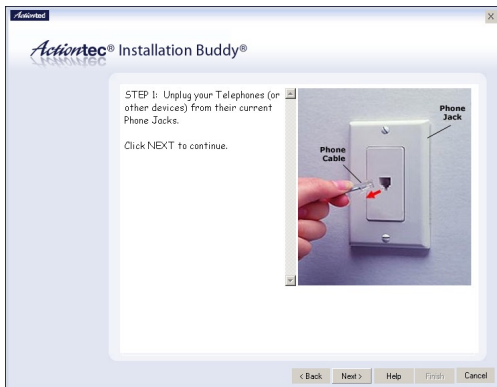 Actiontec
X
Actiontec® Installation Buddy®
STEP 1: Unplug your Telephones (or
other devices) from their current
Phone Jacks.
Click NEXT to continue.
Phone
Jack
Phone
Cable
< Back
Next >
Help
Finish
Cancel